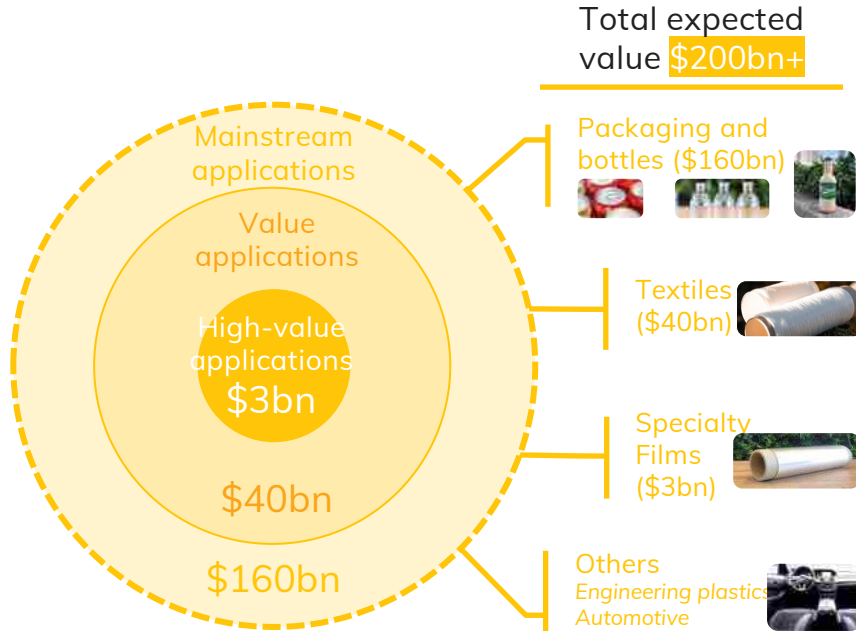 Total expected
value $200bn+
Mainstream
applications
Value
applications
High-value
applications
$3bn
$40bn
$160bn
Packaging and
bottles ($160bn)
Textiles
($40bn)
Specialty
Films
($3bn)
Others
Engineering plastics
Automotive